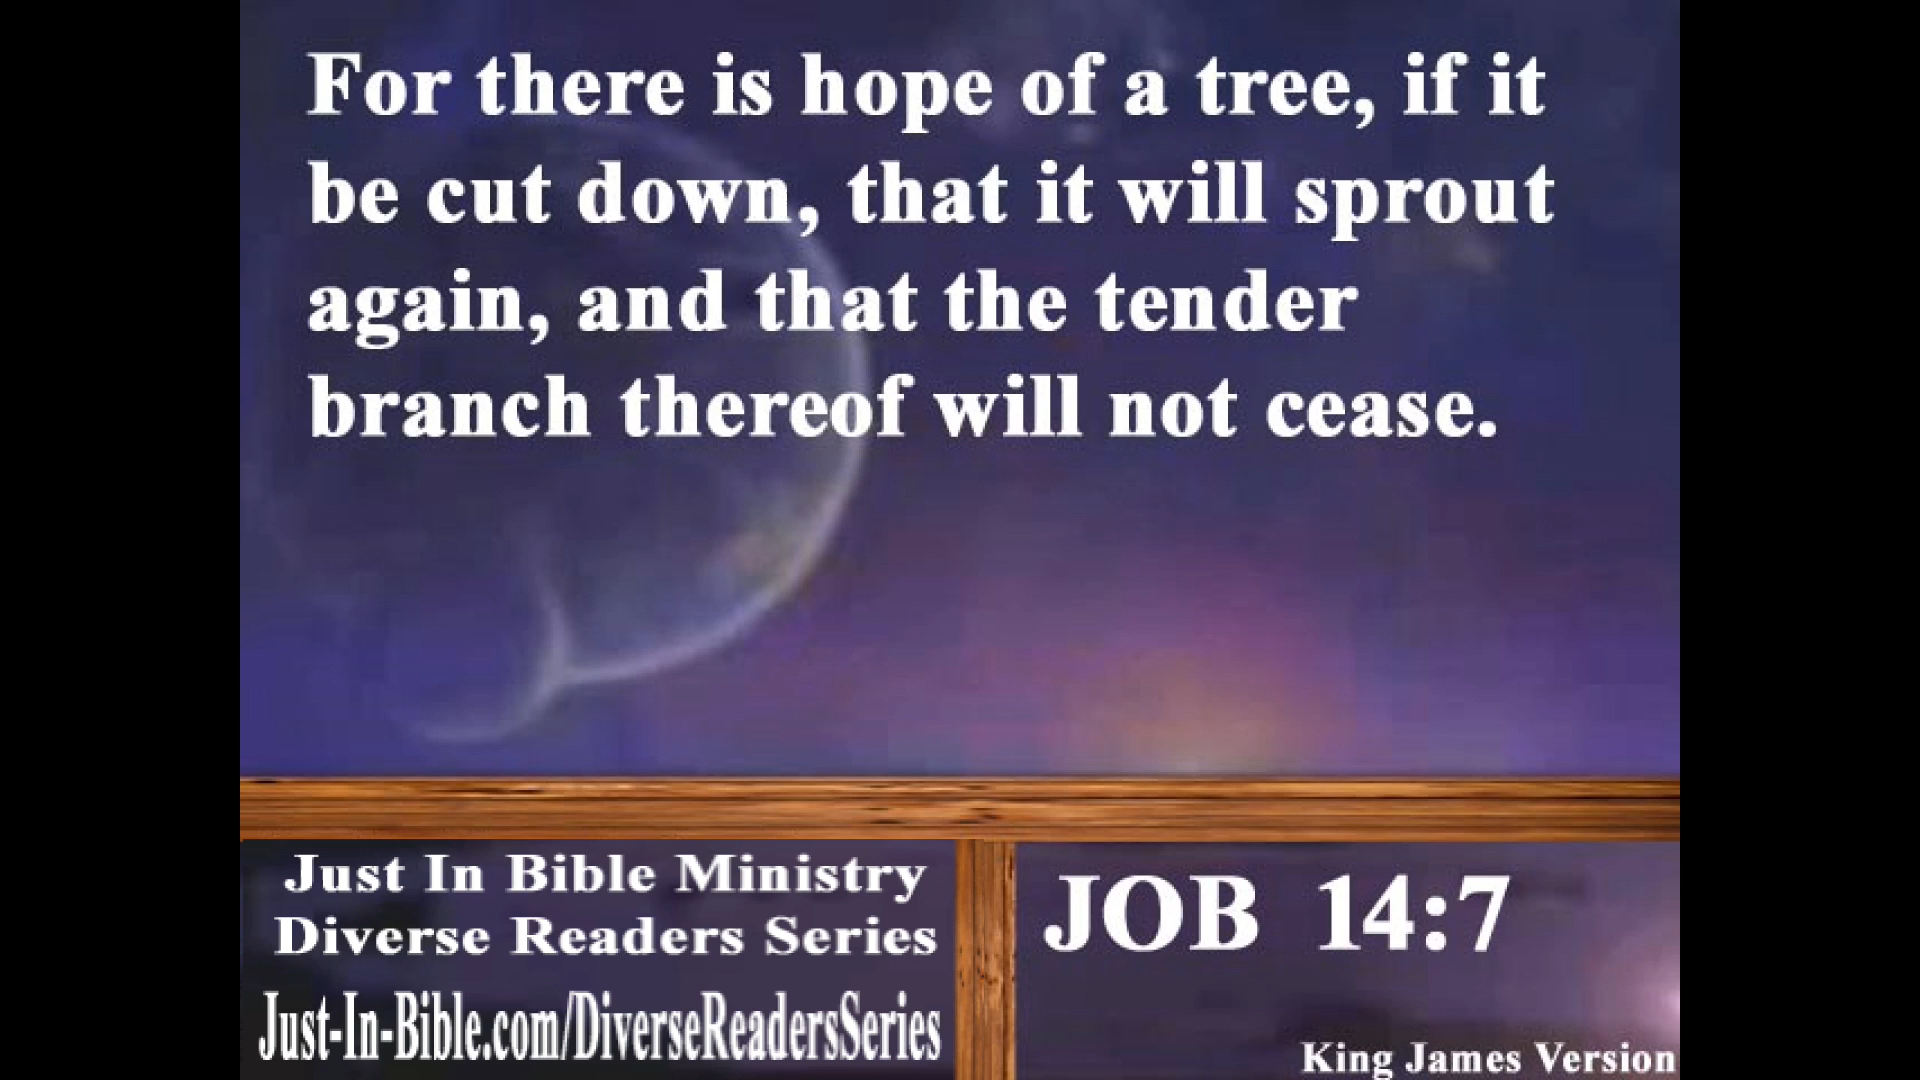 For there is hope of a tree, if it
be cut down, that it will sprout
again, and that the tender
branch thereof will not cease.
Just In Bible Ministry
Diverse Readers Series
Just-In-Bible.com/DiverseReadersSeries
JOB 14:7
King James Version